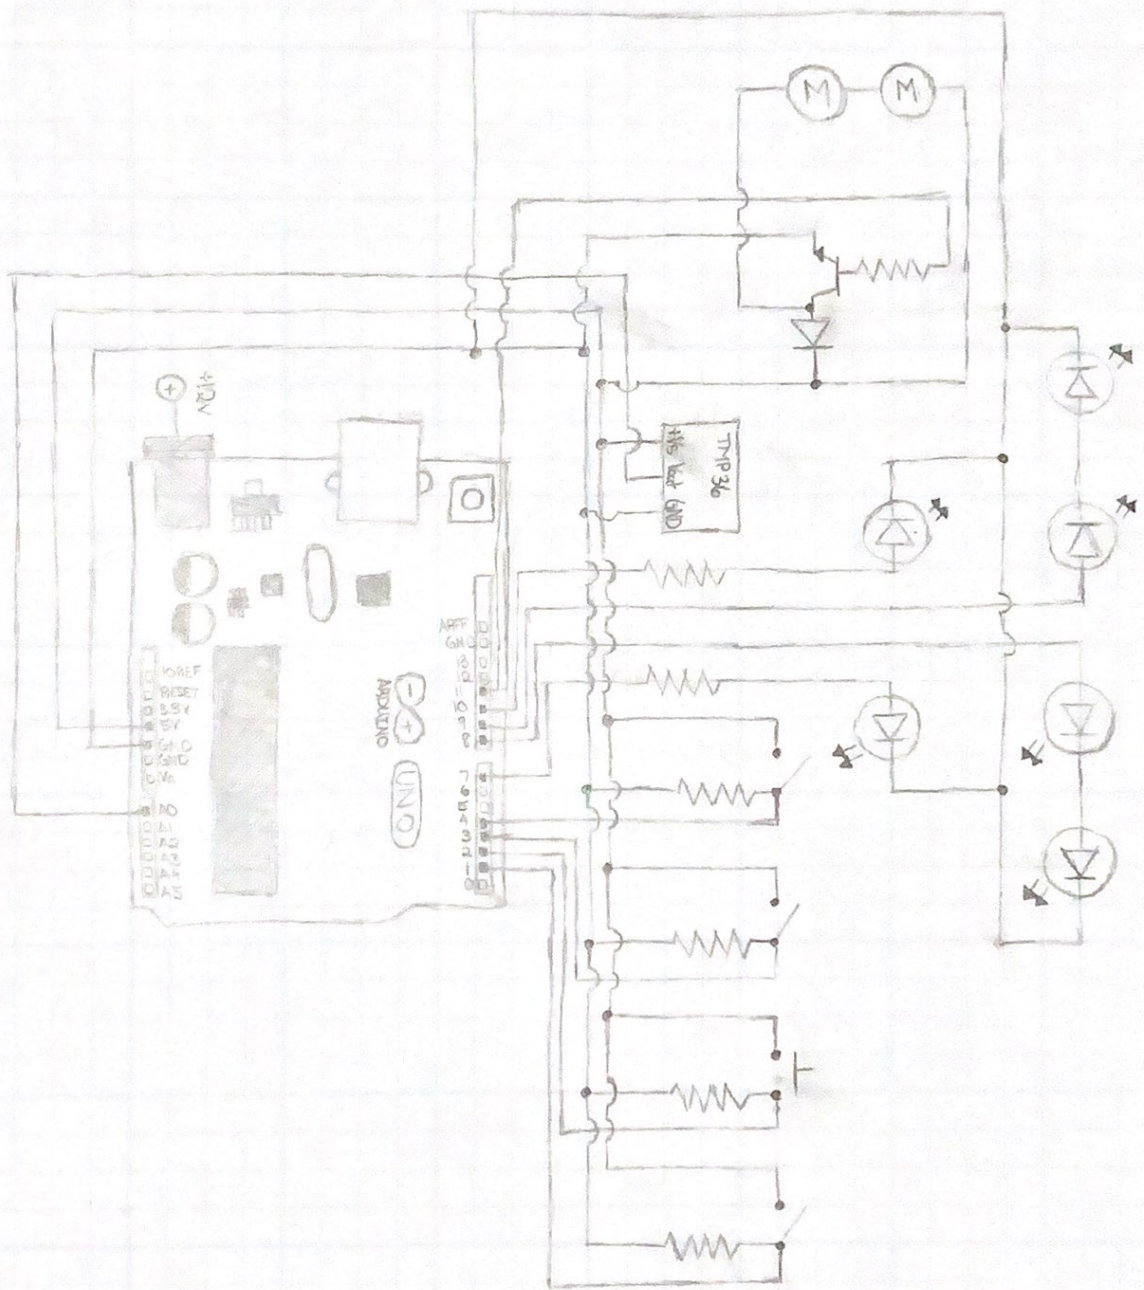 M M
+12V
TMP36
+Vs Vout GND
AREF
GND
13
12
11
10
9
8
IOREF
RESET
3.3V
5V
GND
GND
ARDUINO
UNO
7
6
5
4
3
2
1
0
A0
A1
A2
A3
A4
A5